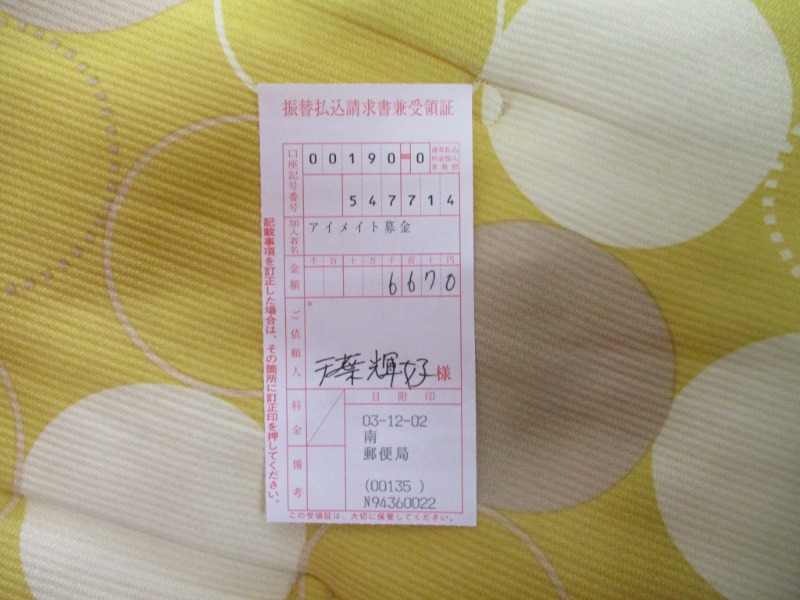 振替払込請求書兼受領証
口座記号番号
00190-0
通常払込
料金加入
者負担
547714
加入者名
アイメイト募金
金額
千百十万千百十円
6670
ご依頼人
※
葉輝好様
料金
日附印
03-12-02
南
郵便局
(00135 )
N94360022
備考
この受領証は、大切に保管してください。
記載事項を訂正した場合は、その箇所に訂正印を押してください。